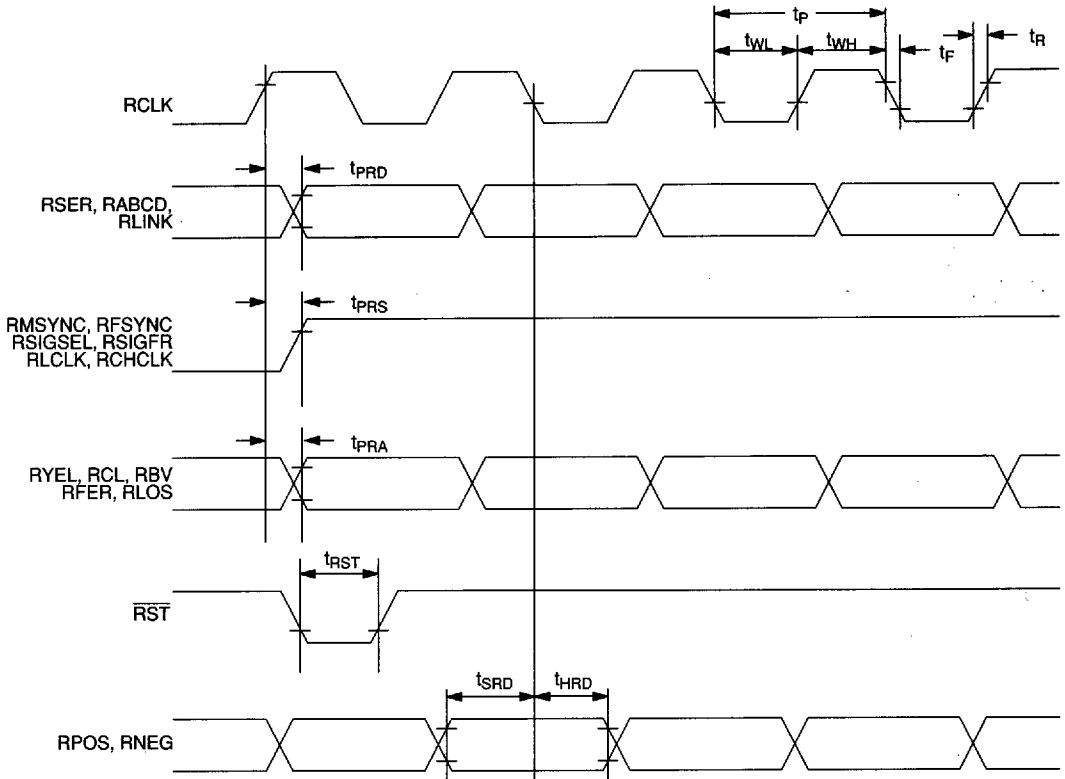 tP
tWL tWH tF tR
RCLK
tPRD
RSER, RABCD,
RLINK
tPRS
RMSYNC, RFSYNC
RSIGSEL, RSIGFR
RLCLK, RCHCLK
tPRA
RYEL, RCL, RBV
RFER, RLOS
tRST
R̅S̅T̅
tSRD tHRD
RPOS, RNEG